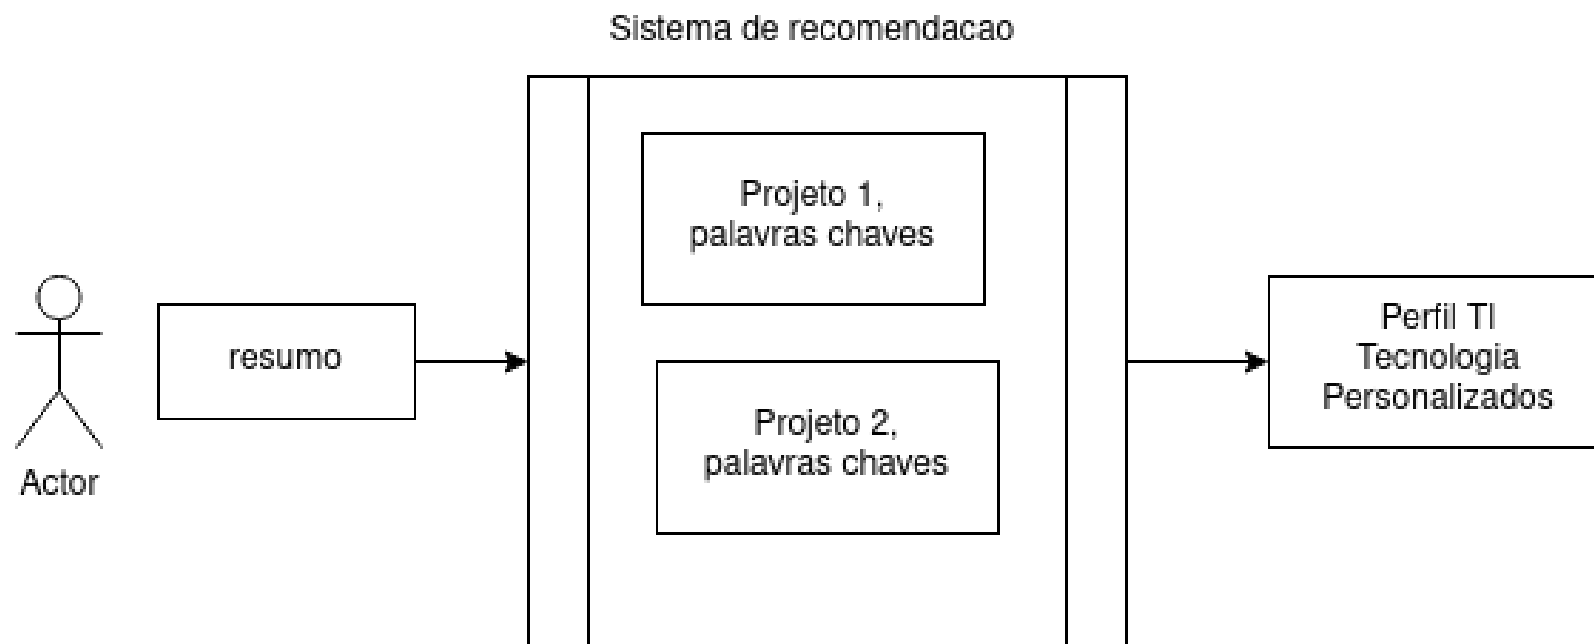 Sistema de recomendacao
Projeto 1,
palavras chaves
resumo
Actor
Projeto 2,
palavras chaves
Perfil TI
Tecnologia
Personalizados